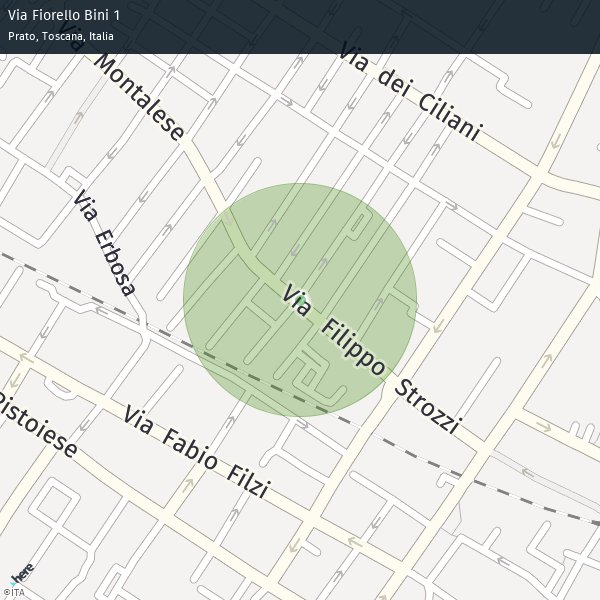 Via Fiorello Bini 1
Prato, Toscana, Italia
Via Montalese
Via dei Ciliani
Via Erbosa
Via Filippo Strozzi
Via Fabio Filzi
Pistoiese
here
©ITA